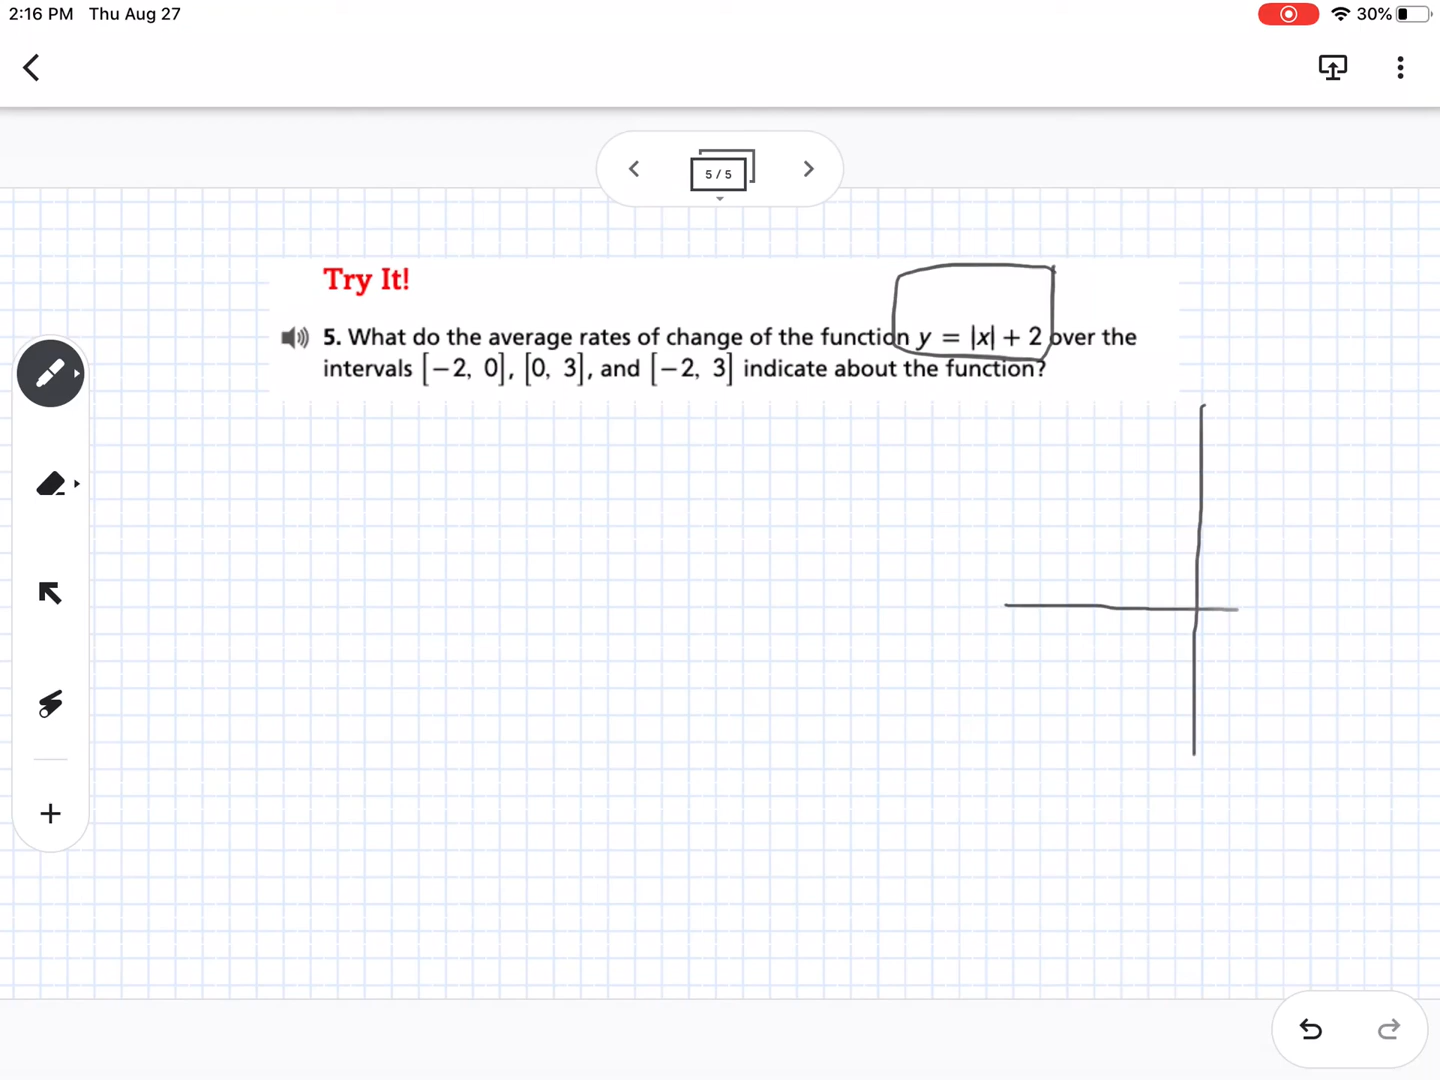 2:16 PM Thu Aug 27 30%
5 / 5
Try It!
5. What do the average rates of change of the function y = |x| + 2 over the
intervals [−2, 0], [0, 3], and [−2, 3] indicate about the function?